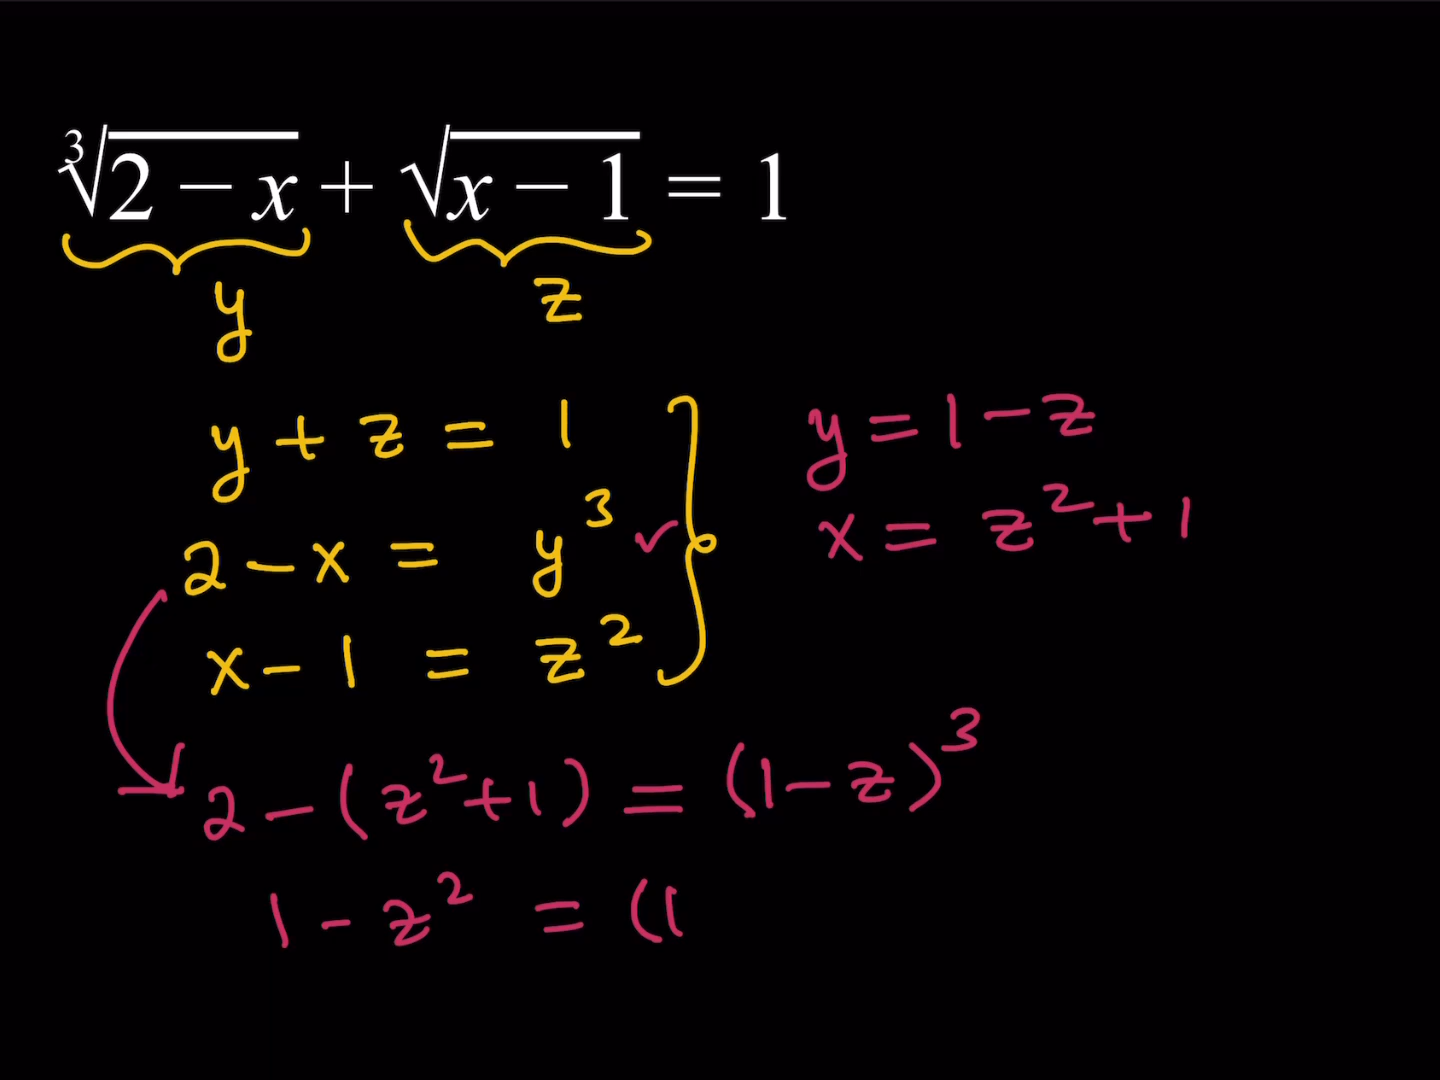 ∛(2 − x) + √(x − 1) = 1
y z
y + z = 1
y = 1 − z
2 − x = y³ ✓
x = z² + 1
x − 1 = z²
2 − (z² + 1) = (1 − z)³
1 − z² = (1